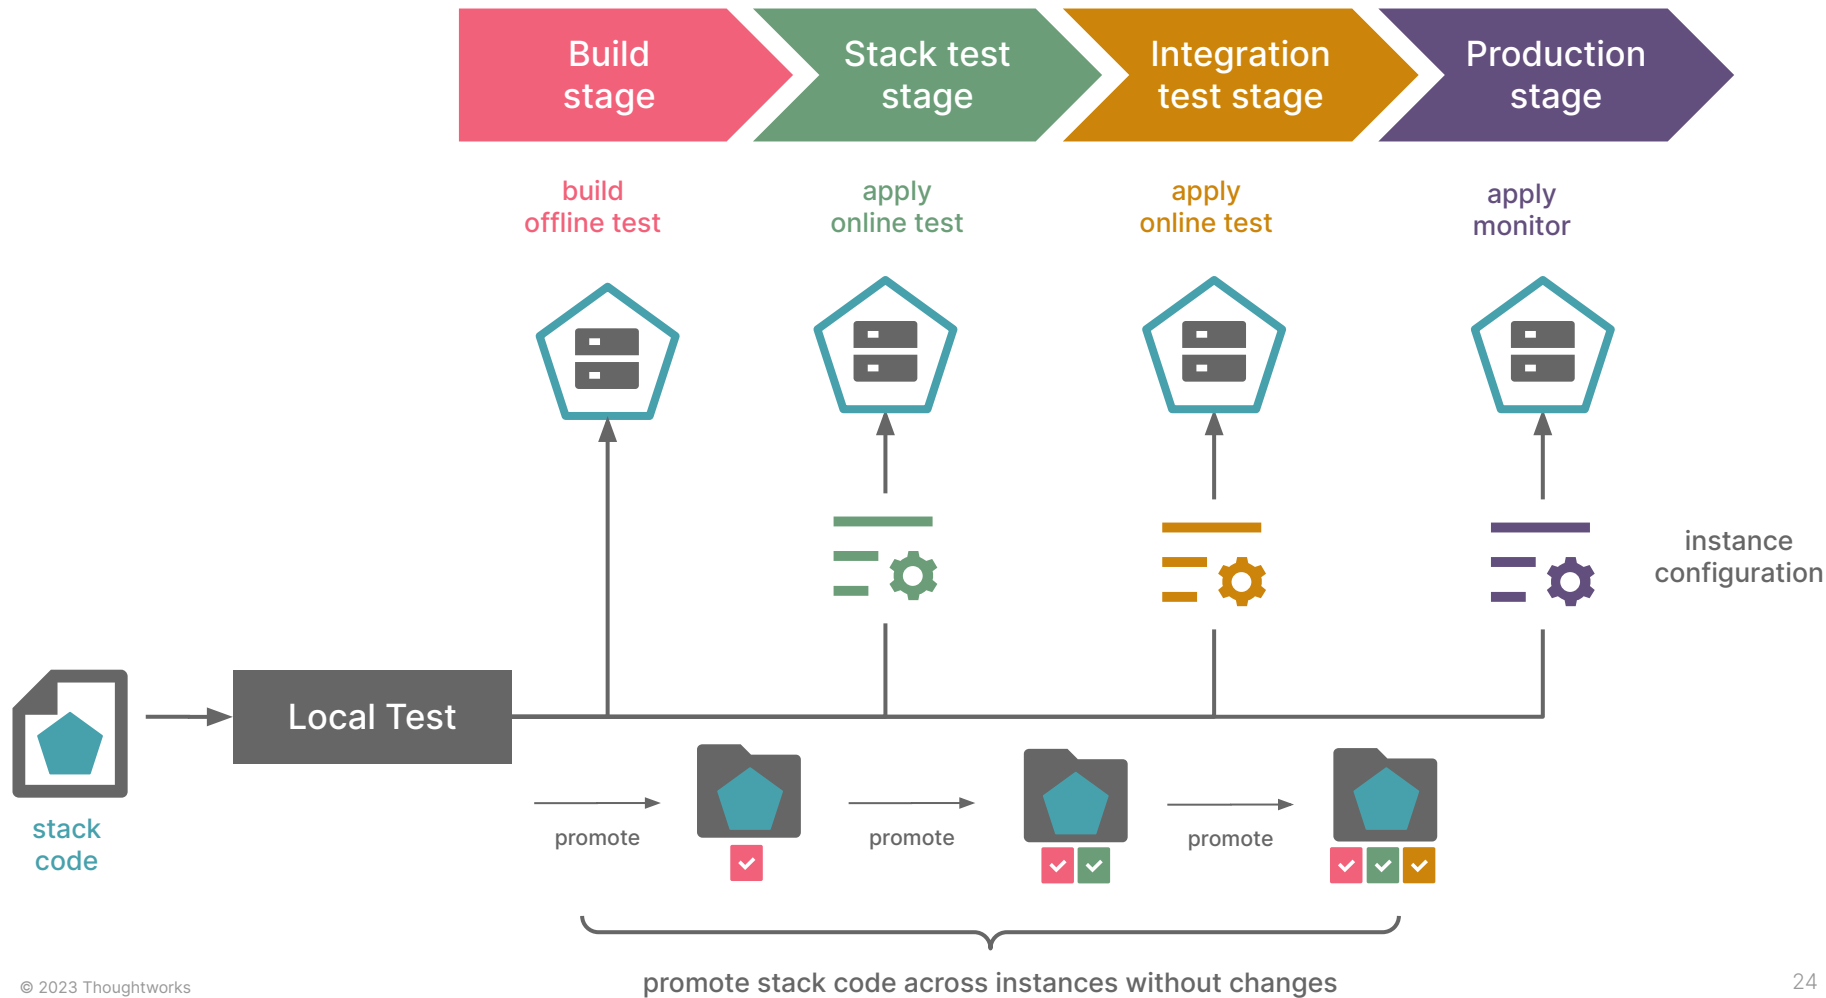 Build
stage
Stack test
stage
Integration
test stage
Production
stage
build
offline test
apply
online test
apply
online test
apply
monitor
instance
configuration
Local Test
stack
code
promote
promote
promote
promote stack code across instances without changes
© 2023 Thoughtworks
24